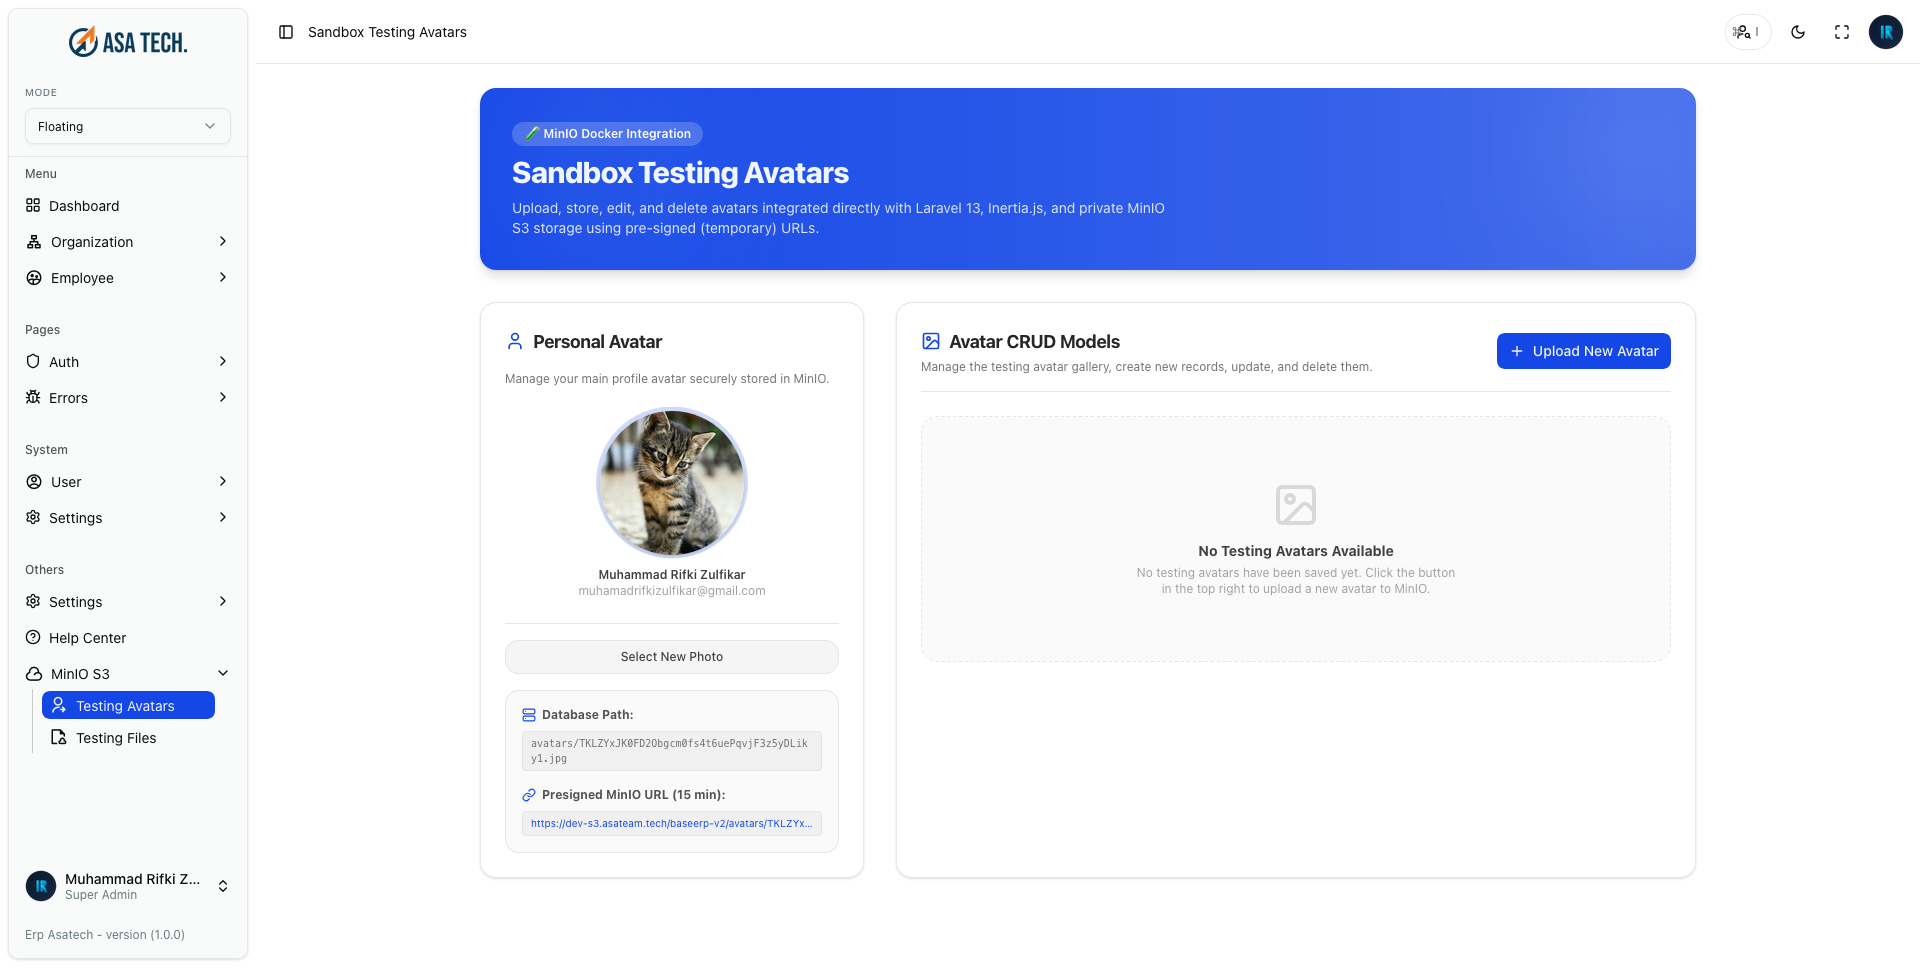 ASA TECH.
MODE
Floating
Menu
Dashboard
Organization
Employee
Pages
Auth
Errors
System
User
Settings
Others
Settings
Help Center
MinIO S3
Testing Avatars
Testing Files
Muhammad Rifki Z...
Super Admin
Erp Asatech - version (1.0.0)
Sandbox Testing Avatars
MinIO Docker Integration
Sandbox Testing Avatars
Upload, store, edit, and delete avatars integrated directly with Laravel 13, Inertia.js, and private MinIO
S3 storage using pre-signed (temporary) URLs.
Personal Avatar
Manage your main profile avatar securely stored in MinIO.
Muhammad Rifki Zulfikar
muhamadrifkizulfikar@gmail.com
Select New Photo
Database Path:
avatars/TKLZYxJK0FD2Obgcm0fs4t6uePqvjF3z5yDLik
y1.jpg
Presigned MinIO URL (15 min):
https://dev-s3.asateam.tech/baseerp-v2/avatars/TKLZYx...
Avatar CRUD Models
Manage the testing avatar gallery, create new records, update, and delete them.
Upload New Avatar
No Testing Avatars Available
No testing avatars have been saved yet. Click the button
in the top right to upload a new avatar to MinIO.